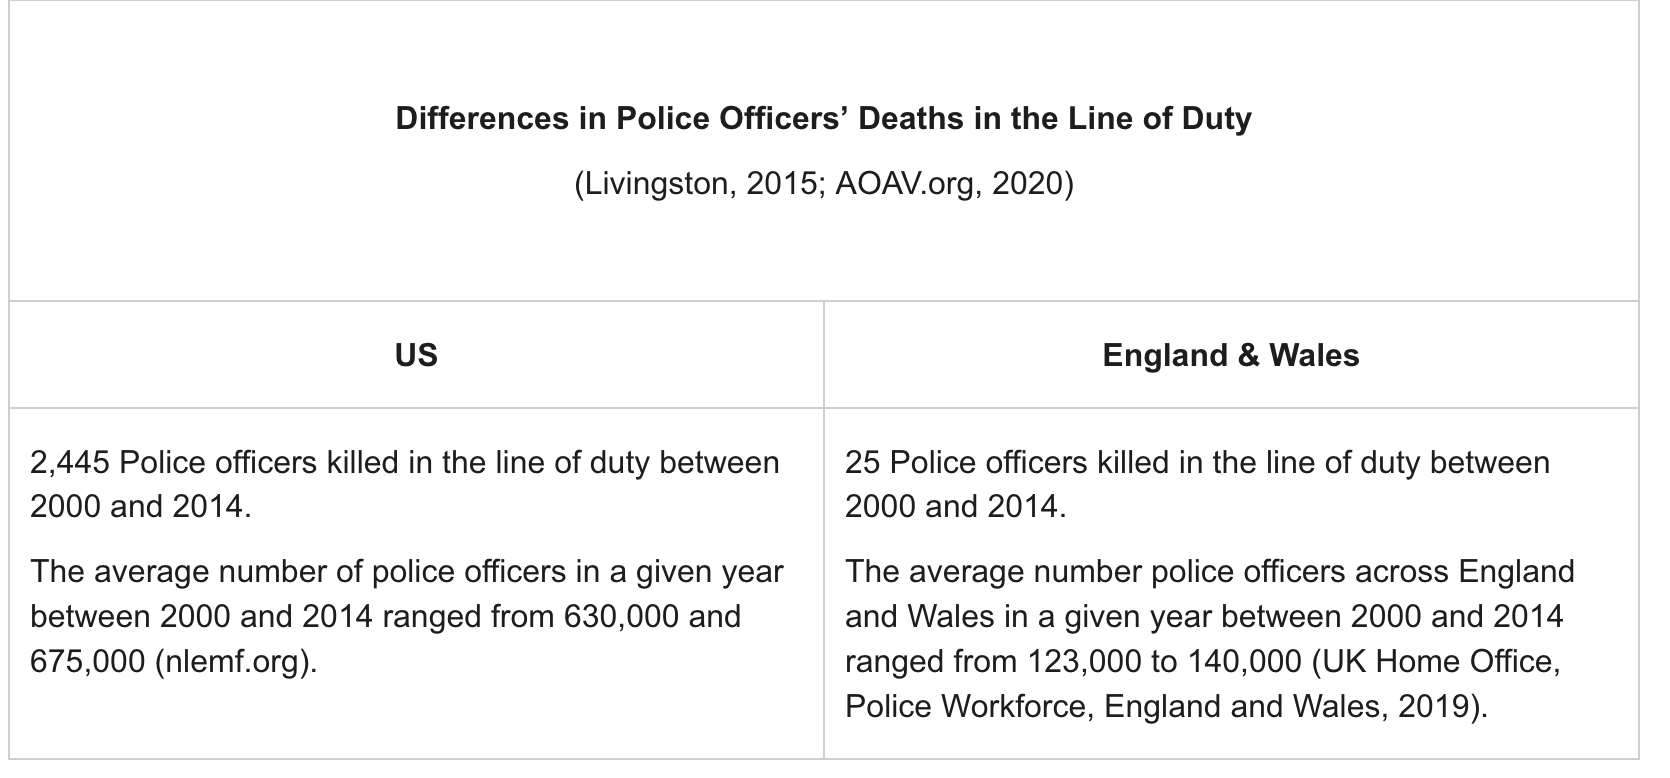 Differences in Police Officers’ Deaths in the Line of Duty
(Livingston, 2015; AOAV.org, 2020)
US
England & Wales
2,445 Police officers killed in the line of duty between
2000 and 2014.
The average number of police officers in a given year
between 2000 and 2014 ranged from 630,000 and
675,000 (nlemf.org).
25 Police officers killed in the line of duty between
2000 and 2014.
The average number police officers across England
and Wales in a given year between 2000 and 2014
ranged from 123,000 to 140,000 (UK Home Office,
Police Workforce, England and Wales, 2019).